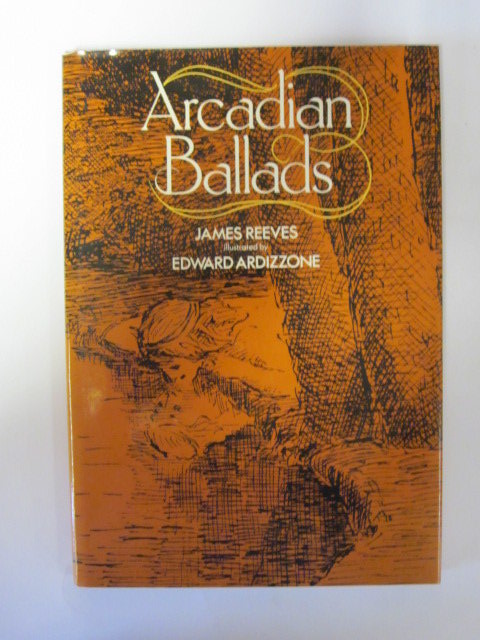 Arcadian
Ballads
JAMES REEVES
illustrated by
EDWARD ARDIZZONE